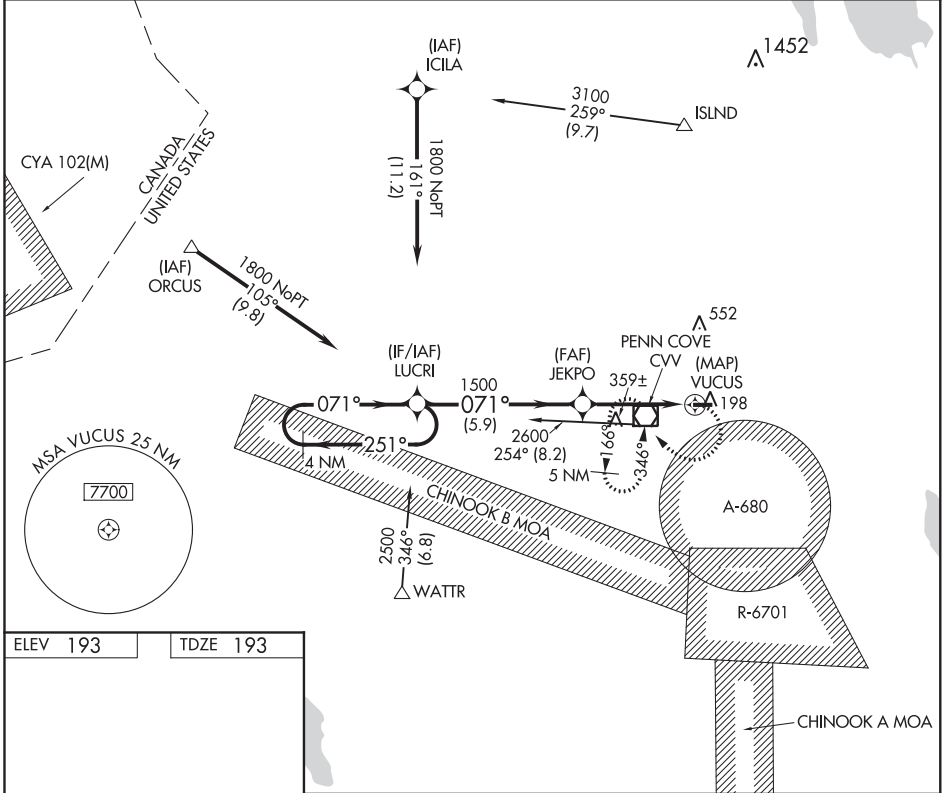 (IAF)
ICILA
1452
3100
259°
(9.7)
ISLND
CYA 102(M)
CANADA
UNITED STATES
1800 NoPT
161°
(11.2)
(IAF)
ORCUS
1800 NoPT
105°
(9.8)
552
PENN COVE
CVV
(MAP)
VUCUS
(IF/IAF)
LUCRI
(FAF)
JEKPO
359±
198
071°
1500
071°
(5.9)
2600
254° (8.2)
166°
346°
251°
4 NM
5 NM
MSA VUCUS 25 NM
7700
CHINOOK B MOA
A-680
2500
346°
(6.8)
WATTR
R-6701
ELEV 193
TDZE 193
CHINOOK A MOA